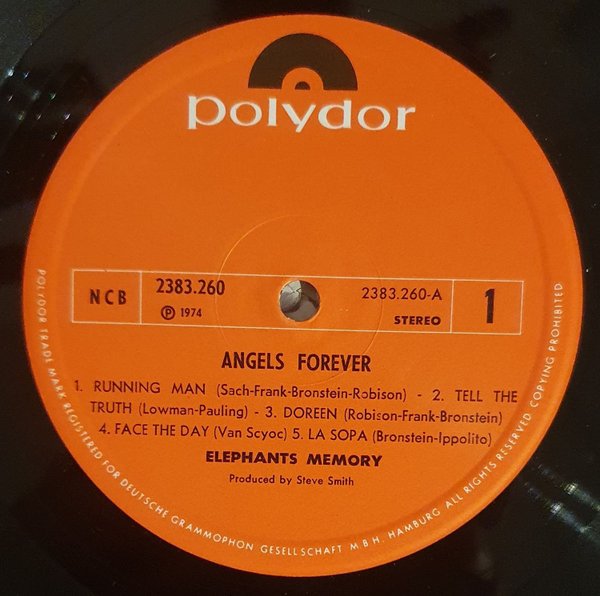 polydor
NCB
2383.260
Ⓟ 1974
2383.260-A
STEREO
1
ANGELS FOREVER
1. RUNNING MAN (Sach-Frank-Bronstein-Robison) - 2. TELL THE
TRUTH (Lowman-Pauling) - 3. DOREEN (Robison-Frank-Bronstein)
4. FACE THE DAY (Van Scyoc) 5. LA SOPA (Bronstein-Ippolito)
ELEPHANTS MEMORY
Produced by Steve Smith
POLYDOR TRADE MARK REGISTERED FOR DEUTSCHE GRAMMOPHON GESELLSCHAFT M B H. HAMBURG ALL RIGHTS RESERVED COPYING PROHIBITED